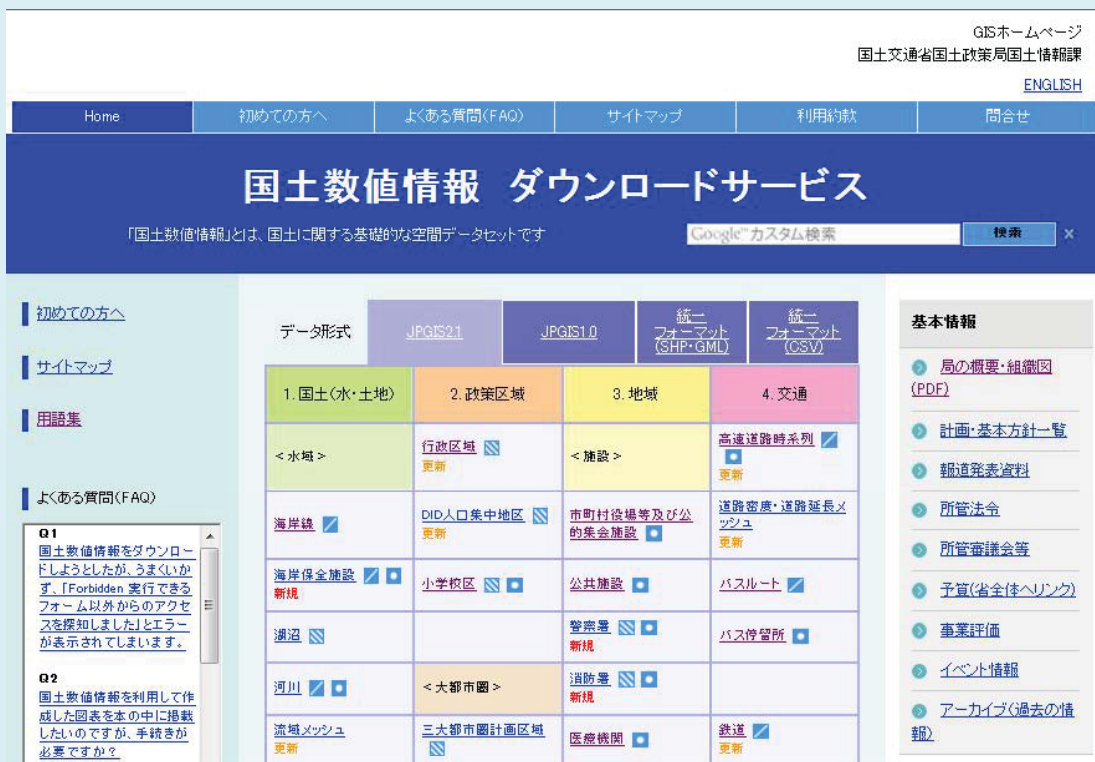 GISホームページ
国土交通省国土政策局国土情報課
ENGLISH
Home
初めての方へ
よくある質問(FAQ)
サイトマップ
利用約款
問合せ
国土数値情報 ダウンロードサービス
「国土数値情報」とは、国土に関する基礎的な空間データセットです
Google™カスタム検索
検索
×
初めての方へ
サイトマップ
用語集
よくある質問(FAQ)
Q1
国土数値情報をダウンロー
ドしようとしたが、うまくいか
ず、「Forbidden 実行できる
フォーム以外からのアクセ
スを探知しました」とエラー
が表示されてしまいます。
Q2
国土数値情報を利用して作
成した図表を本の中に掲載
したいのですが、手続きが
必要ですか?
データ形式
JPGIS2.1
JPGIS1.0
統一
フォーマット
(SHP・GML)
統一
フォーマット
(CSV)
1. 国土(水・土地)
2. 政策区域
3. 地域
4. 交通
<水域>
行政区域
更新
<施設>
高速道路時系列
更新
海岸線
DID人口集中地区
更新
市町村役場等及び公
的集会施設
道路密度・道路延長メ
ッシュ
更新
海岸保全施設
新規
小学校区
公共施設
バスルート
湖沼
警察署
新規
バス停留所
河川
<大都市圏>
消防署
新規
流域メッシュ
更新
三大都市圏計画区域
医療機関
鉄道
更新
基本情報
局の概要・組織図
(PDF)
計画・基本方針一覧
報道発表資料
所管法令
所管審議会等
予算(省全体へリンク)
事業評価
イベント情報
アーカイブ(過去の情
報)